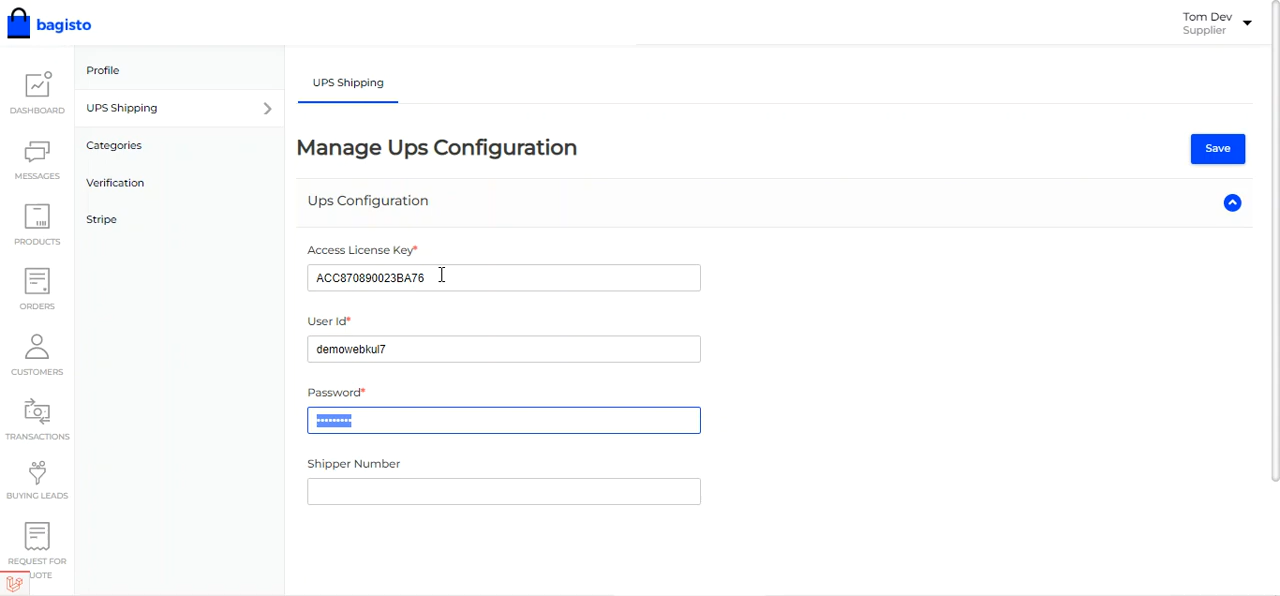 bagisto
Tom Dev
Supplier
DASHBOARD
MESSAGES
PRODUCTS
ORDERS
CUSTOMERS
TRANSACTIONS
BUYING LEADS
REQUEST FOR
UOTE
Profile
UPS Shipping
Categories
Verification
Stripe
UPS Shipping
Manage Ups Configuration
Save
Ups Configuration
Access License Key*
ACC870890023BA76
User Id*
demowebkul7
Password*
•••••••••
Shipper Number